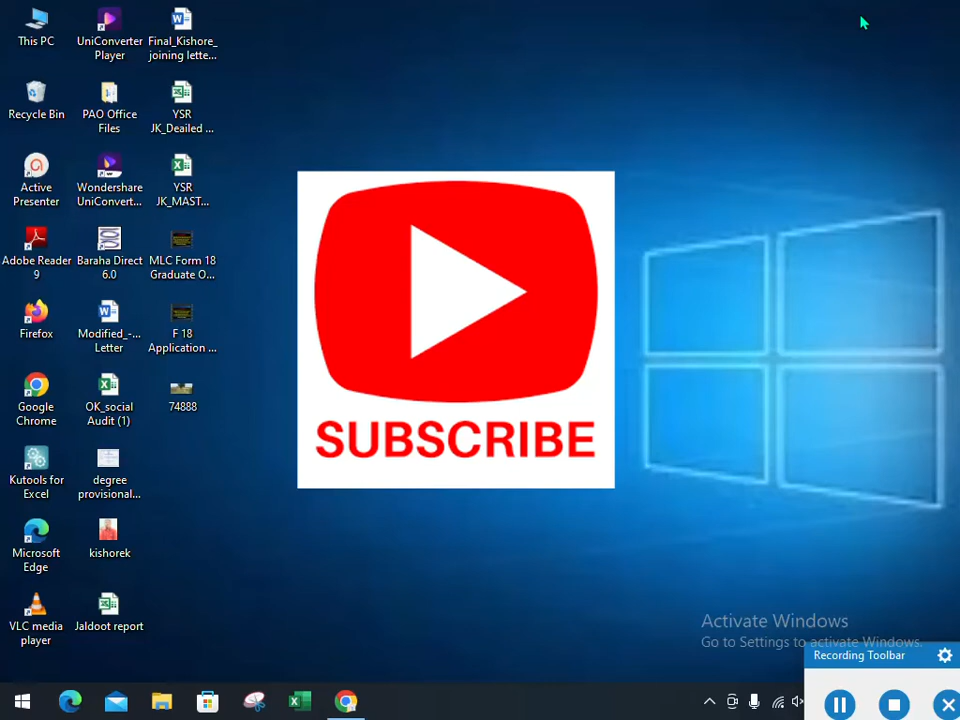 This PC
UniConverter
Player
Final_Kishore_
joining lette...
Recycle Bin
PAO Office
Files
YSR
JK_Deailed ...
Active
Presenter
Wondershare
UniConvert...
YSR
JK_MAST...
Adobe Reader
9
Baraha Direct
6.0
MLC Form 18
Graduate O...
Firefox
Modified_-...
Letter
F 18
Application ...
Google
Chrome
OK_social
Audit (1)
74888
Kutools for
Excel
degree
provisional...
Microsoft
Edge
kishorek
VLC media
player
Jaldoot report
SUBSCRIBE
Activate Windows
Go to Settings to activate Windows.
Recording Toolbar